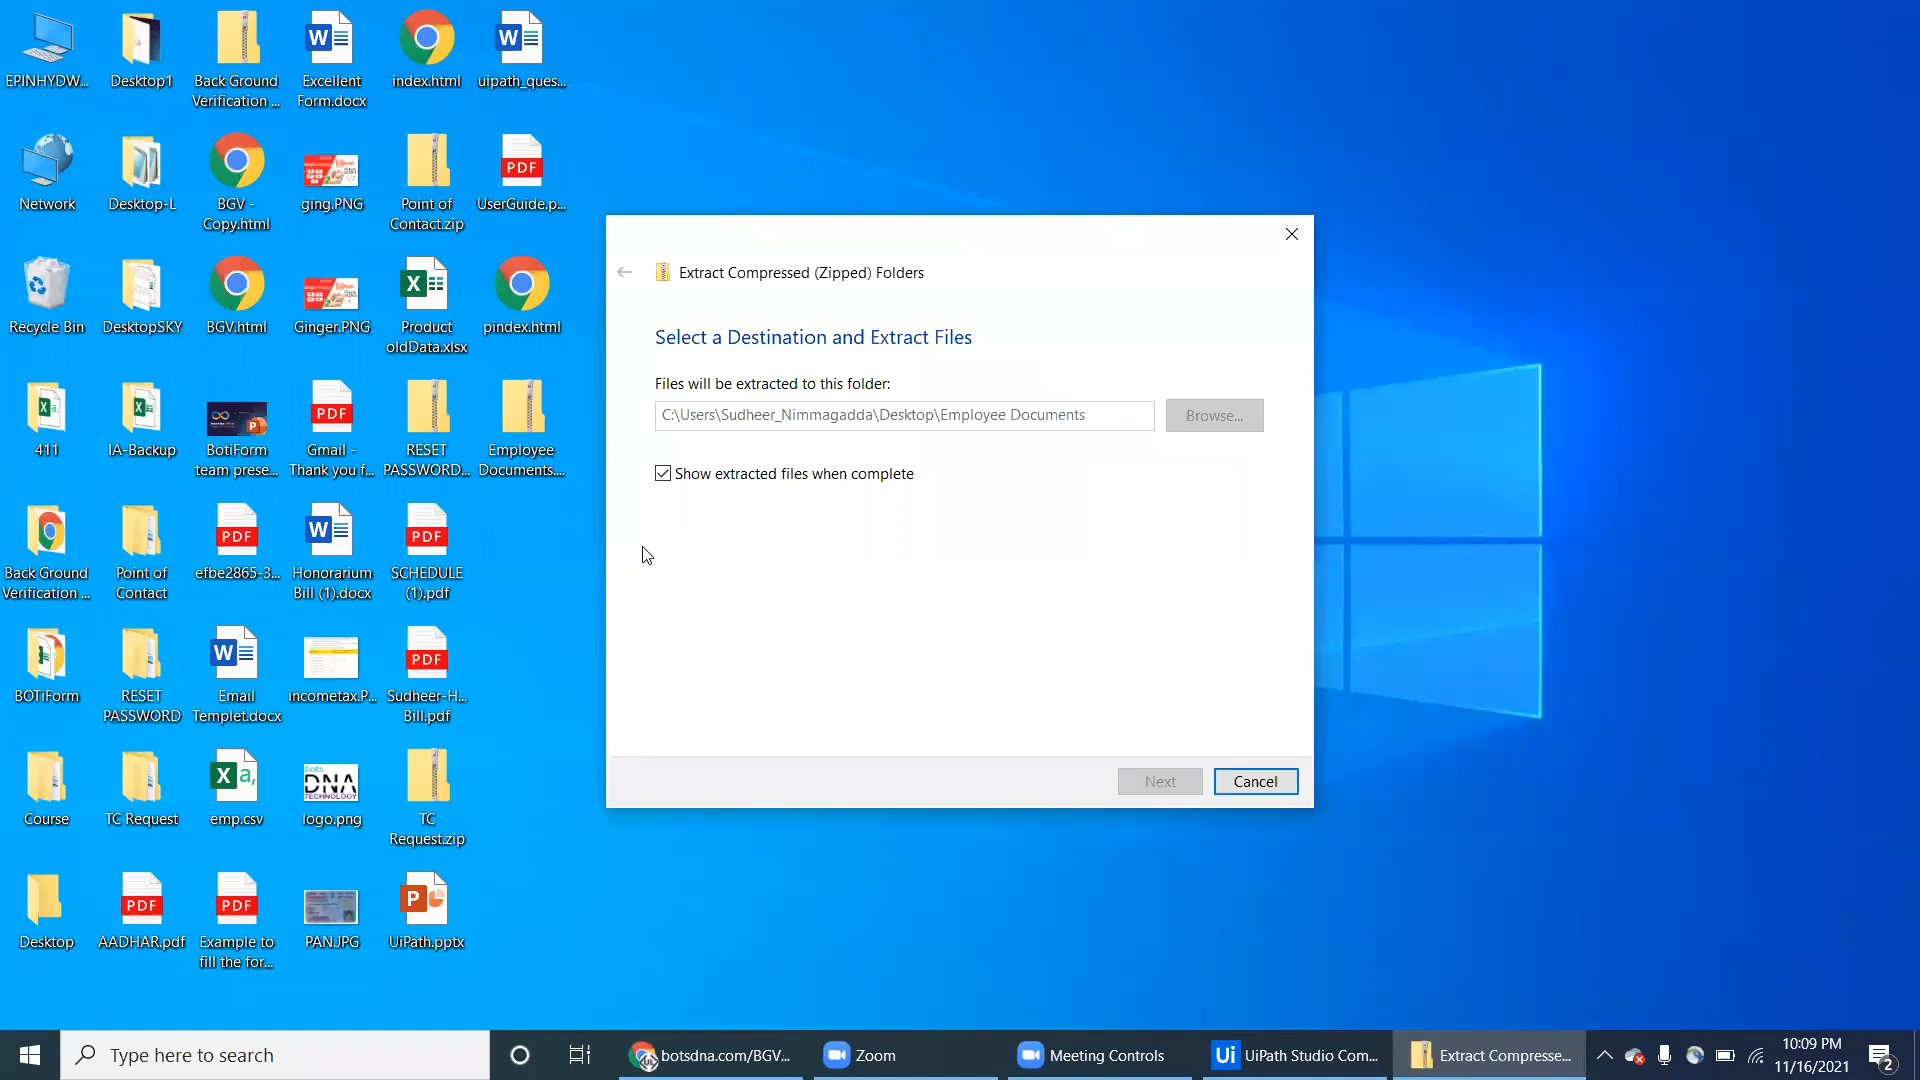 EPINHYDW...
Desktop1
Back Ground
Verification ...
Excellent
Form.docx
index.html
uipath_ques...
Network
Desktop-L
BGV -
Copy.html
ging.PNG
Point of
Contact.zip
UserGuide.p...
Recycle Bin
DesktopSKY
BGV.html
Ginger.PNG
Product
oldData.xlsx
pindex.html
411
IA-Backup
BotiForm
team prese...
Gmail -
Thank you f...
RESET
PASSWORD...
Employee
Documents....
Back Ground
Verification ...
Point of
Contact
efbe2865-3...
Honorarium
Bill (1).docx
SCHEDULE
(1).pdf
BOTiForm
RESET
PASSWORD
Email
Templet.docx
incometax.P...
Sudheer-H...
Bill.pdf
Course
TC Request
emp.csv
bots
DNA
TECHNOLOGY
logo.png
TC
Request.zip
Desktop
AADHAR.pdf
Example to
fill the for...
PAN.JPG
UiPath.pptx
Extract Compressed (Zipped) Folders
Select a Destination and Extract Files
Files will be extracted to this folder:
C:\Users\Sudheer_Nimmagadda\Desktop\Employee Documents
Browse...
Show extracted files when complete
Next
Cancel
Type here to search
botsdna.com/BGV...
Zoom
Meeting Controls
UiPath Studio Com...
Extract Compresse...
10:09 PM
11/16/2021
2